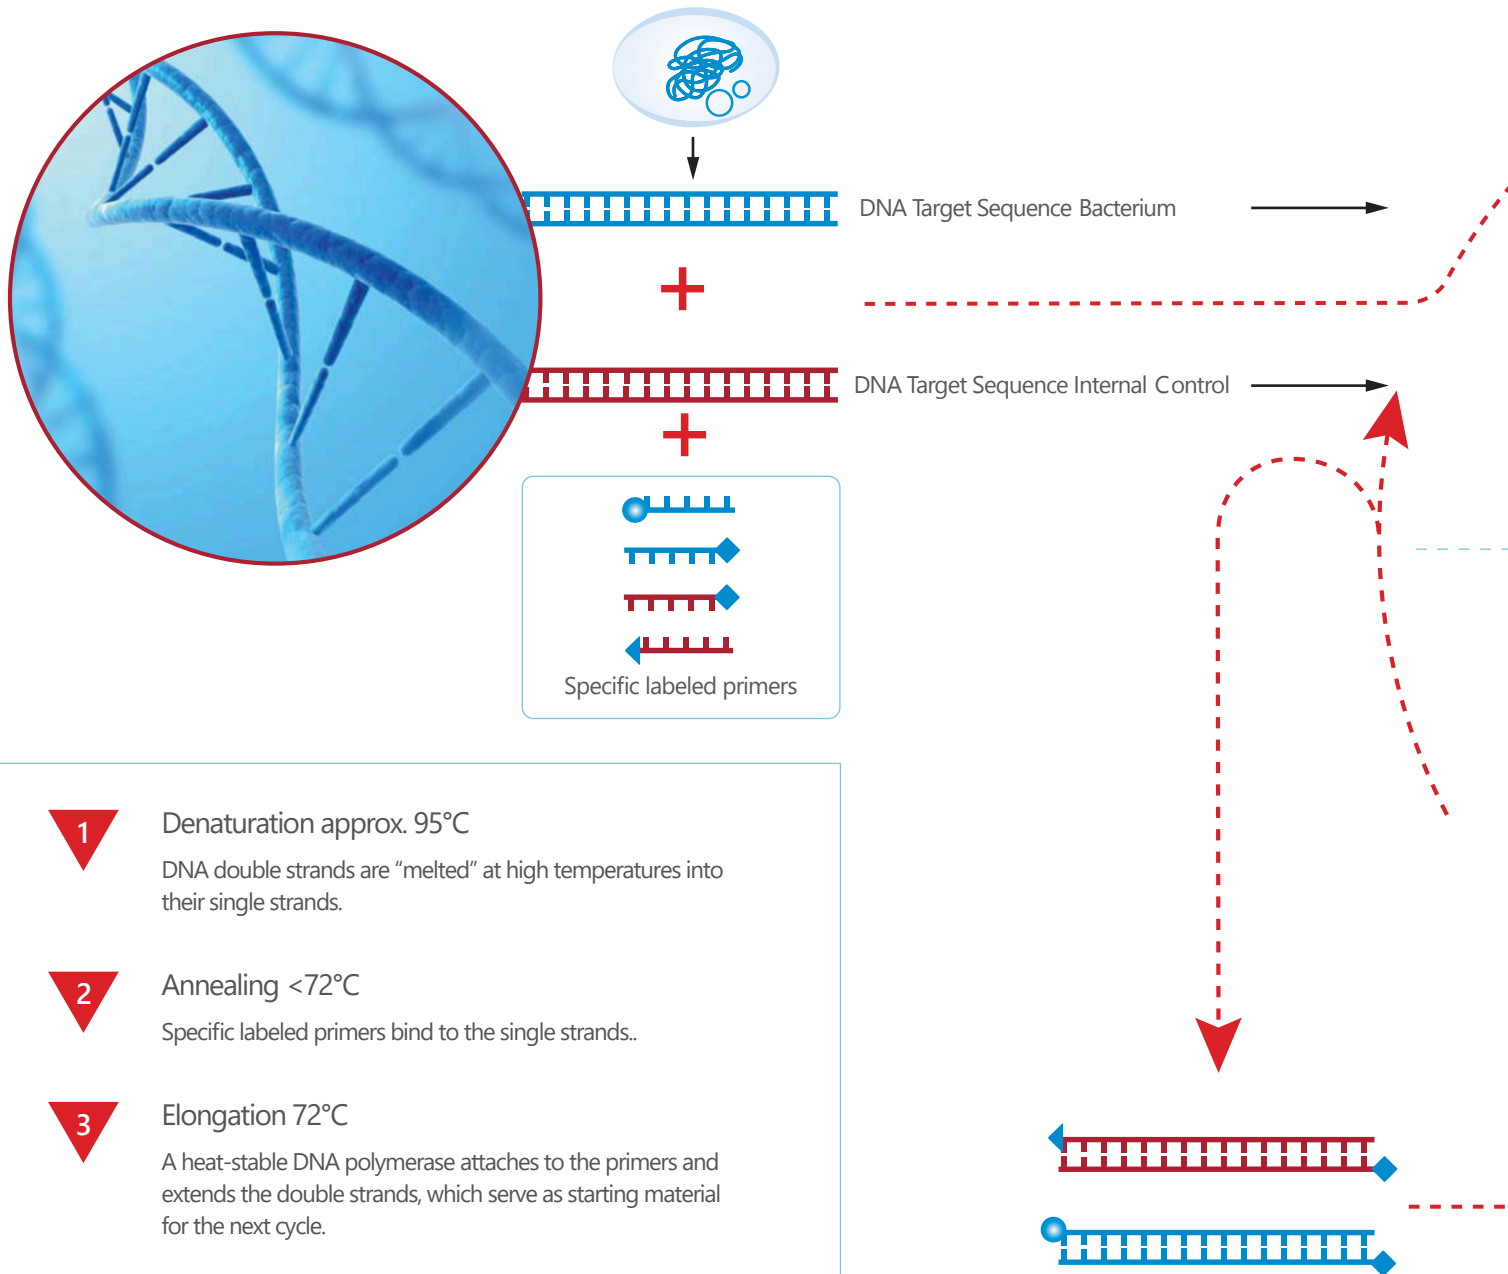 DNA Target Sequence Bacterium
DNA Target Sequence Internal Control
Specific labeled primers
1
Denaturation approx. 95°C
DNA double strands are “melted” at high temperatures into
their single strands.
2
Annealing <72°C
Specific labeled primers bind to the single strands..
3
Elongation 72°C
A heat-stable DNA polymerase attaches to the primers and
extends the double strands, which serve as starting material
for the next cycle.